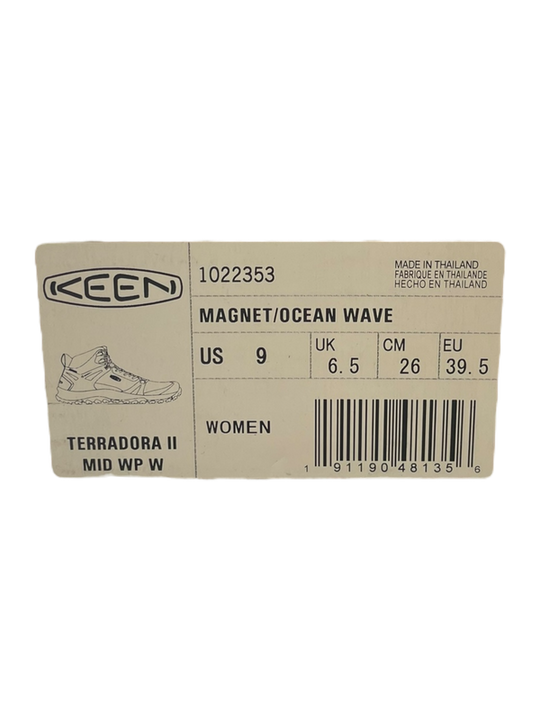 KEEN
TERRADORA II
MID WP W
1022353
MADE IN THAILAND
FABRIQUE EN THAILANDE
HECHO EN THAILAND
MAGNET/OCEAN WAVE
US 9
UK
6.5
CM
26
EU
39.5
WOMEN
1 91190 48135 6